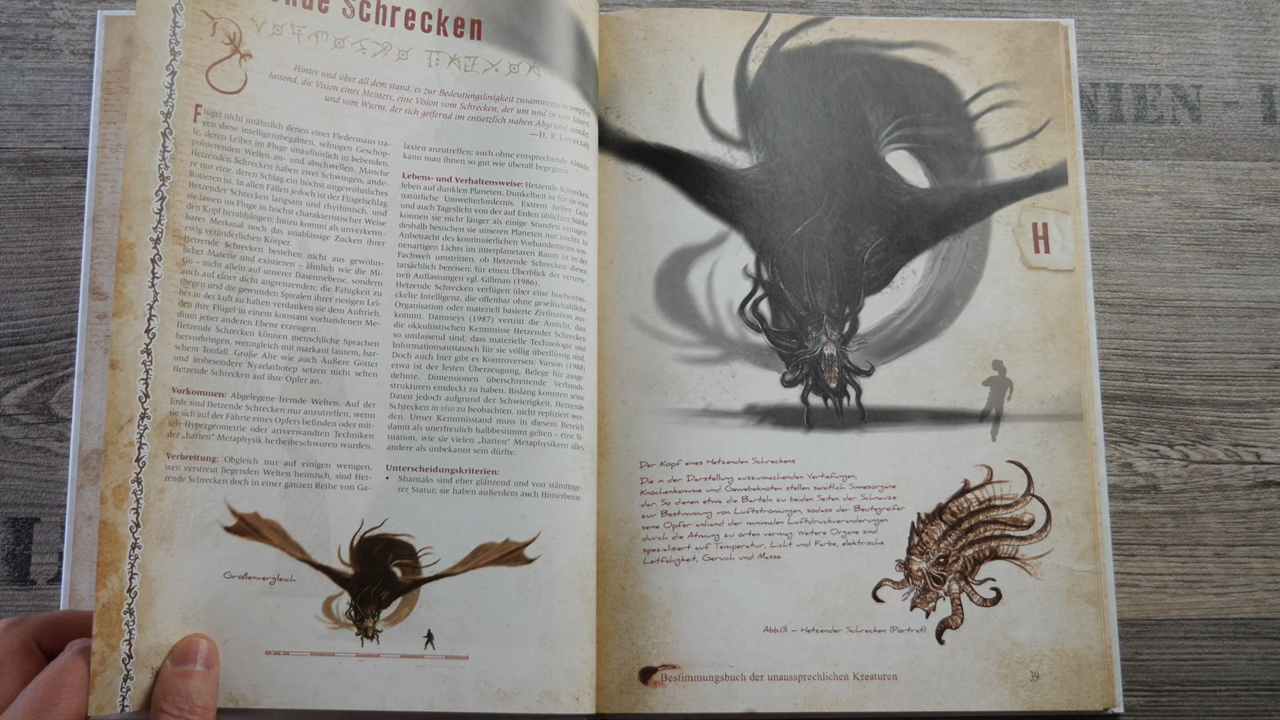 ende Schrecken
Hinter und über all dem stand, es zur Bedeutungslosigkeit zusammenschrumpfen
lassend, die Vision eines Meisters, eine Vision vom Schrecken, der um und in uns lauert,
und vom Wurm, der sich geifernd im entsetzlich nahen Abgrund windet.
—H. P. Lovecraft
Flügel nicht unähnlich denen einer Fledermaus tra-
gen diese intelligenzbegabten, sehnigen Geschöp-
fe, deren Leiber im Fluge unaufhörlich in bebenden,
pulsierenden Wellen an- und abschwellen. Manche
Hetzenden Schrecken haben zwei Schwingen, ande-
re nur eine, deren Schlag ein höchst ungewöhnliches
Rotieren ist. In allen Fällen jedoch ist der Flügelschlag
Hetzender Schrecken langsam und rhythmisch, und
sie lassen im Fluge in höchst charakteristischer Weise
den Kopf herabhängen; hinzu kommt als unverkenn-
bares Merkmal noch das unablässige Zucken ihrer
ewig veränderlichen Körper.
Hetzende Schrecken bestehen nicht aus gewöhn-
licher Materie und existieren – ähnlich wie die Mi-
Go – nicht allein auf unserer Daseinsebene, sondern
auch auf einer dicht angrenzenden; die Fähigkeit zu
fliegen und die gewunden Spiralen ihrer riesigen Lei-
ber in der Luft zu halten verdanken sie dem Auftrieb,
den ihre Flügel in einem konstant vorhandenen Me-
dium jener anderen Ebene erzeugen.
Hetzende Schrecken können menschliche Sprachen
hervorbringen, wenngleich mit markant lautem, bar-
schem Tonfall. Große Alte wie auch Äußere Götter
und insbesondere Nyarlathotep setzen nicht selten
Hetzende Schrecken auf ihre Opfer an.
Vorkommen: Abgelegene fremde Welten. Auf der
Erde sind Hetzende Schrecken nur anzutreffen, wenn
sie sich auf der Fährte eines Opfers befinden oder mit-
tels Hypergeometrie oder artverwandten Techniken
der „harten“ Metaphysik herbeibeschworen wurden.
Verbreitung: Obgleich nur auf einigen wenigen,
weit verstreut liegenden Welten heimisch, sind Het-
zende Schrecken doch in einer ganzen Reihe von Ga-
laxien anzutreffen; auch ohne entsprechende Absicht
kann man ihnen so gut wie überall begegnen.
Lebens- und Verhaltensweise: Hetzende Schrecken
leben auf dunklen Planeten; Dunkelheit ist für sie eine
natürliche Umwelterfordernis. Extrem helles Licht
und auch Tageslicht von der auf Erden üblichen Stärke
können sie nicht länger als einige Stunden ertragen,
deshalb besuchen sie unseren Planeten nur nachts. In
Anbetracht des kontinuierlichen Vorhandenseins son-
nenartigen Lichts im interplanetaren Raum ist in der
Fachwelt umstritten, ob Hetzende Schrecken diesen
tatsächlich bereisen; für einen Überblick der vertrete-
nen Auffassungen vgl. Gillman (1986).
Hetzende Schrecken verfügen über eine hochentwi-
ckelte Intelligenz, die offenbar ohne gesellschaftliche
Organisation oder materiell basierte Zivilisation aus-
kommt. Dannseys (1987) vertritt die Ansicht, dass
die okkultistischen Kenntnisse Hetzender Schrecken
so umfassend sind, dass materielle Technologie und
Informationsaustausch für sie völlig überflüssig sind.
Doch auch hier gibt es Kontroversen: Varson (1988)
etwa ist der festen Überzeugung, Belege für ausge-
dehnte, Dimensionen überschreitende Verband-
strukturen entdeckt zu haben. Bislang konnten seine
Daten jedoch aufgrund der Schwierigkeit, Hetzende
Schrecken in vivo zu beobachten, nicht repliziert wer-
den. Unser Kenntnisstand muss in diesem Bereich
damit als unerfreulich halbbestimmt gelten – eine Si-
tuation, wie sie vielen „harten“ Metaphysikern alles
andere als unbekannt sein dürfte.
Unterscheidungskriterien:
• Shantaks sind eher glänzend und von stämmige-
rer Statur; sie haben außerdem auch Hinterbeine.
Größenvergleich
H
Der Kopf eines Hetzenden Schreckens
Die in der Darstellung auszumachenden Vertiefungen,
Knochenkämme und Gewebeknoten stellen sämtlich Sinnesorgane
dar. So dienen etwa die Barteln zu beiden Seiten der Schnauze
zur Bestimmung von Luftströmungen, sodass der Beutegreifer
seine Opfer anhand der minimalen Luftdruckveränderungen
durch die Atmung zu orten vermag. Weitere Organe sind
spezialisiert auf Temperatur, Licht und Farbe, elektrische
Leitfähigkeit, Geruch und Masse.
Abb.13 – Hetzender Schrecken (Porträt)
Bestimmungsbuch der unaussprechlichen Kreaturen
39
NIEN